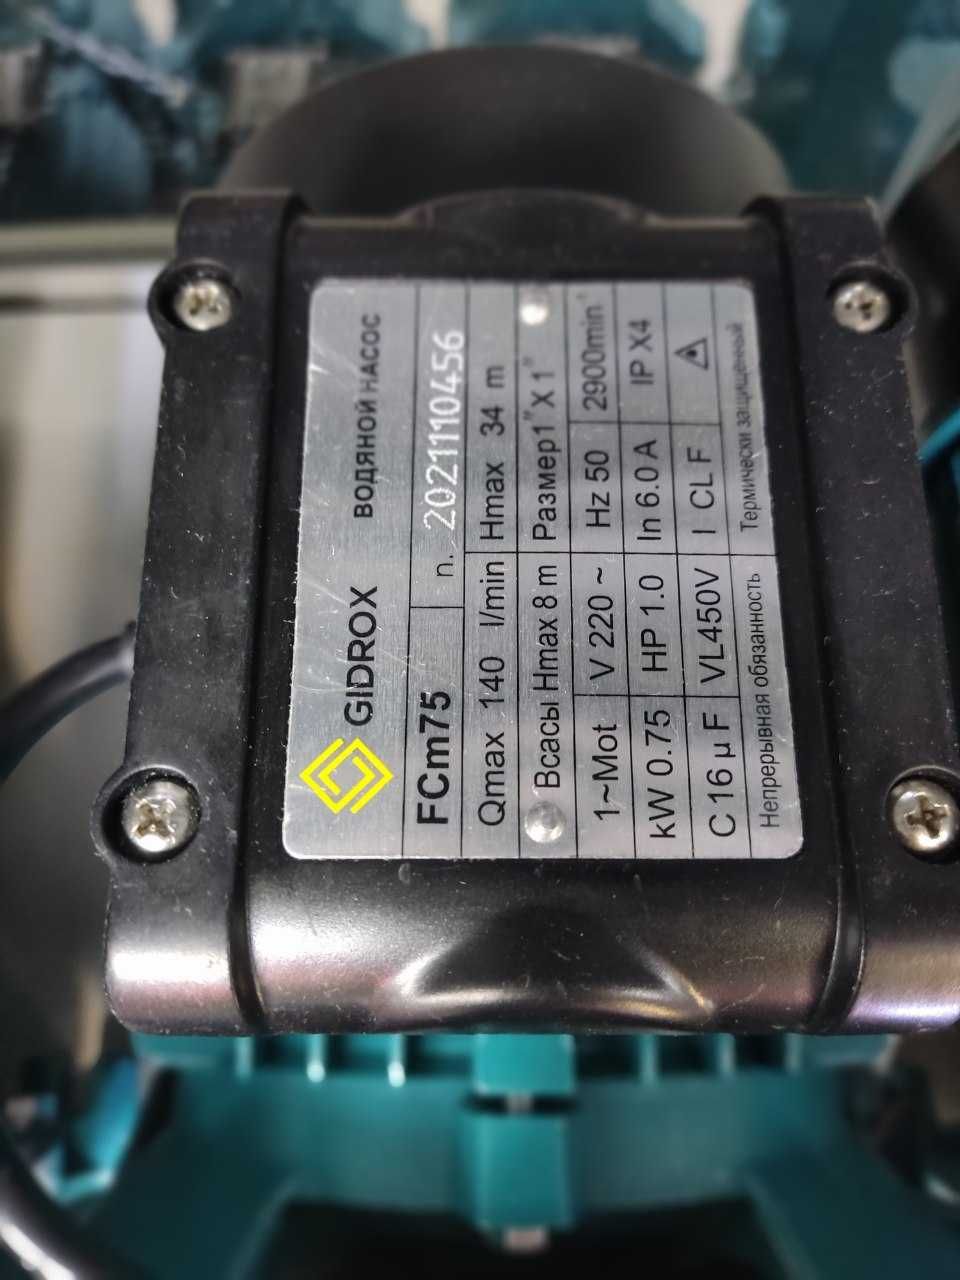 GIDROX ВОДЯНОЙ НАСОС
FCm75 n. 2021110456
Qmax 140 l/min Hmax 34 m
Всасы Hmax 8 m Размер1" X 1"
1~Mot V 220 ~ Hz 50 2900min⁻¹
kW 0.75 HP 1.0 In 6.0 A IP X4
C 16 µ F VL450V I CL F
Непрерывная обязанность Термически защищенный